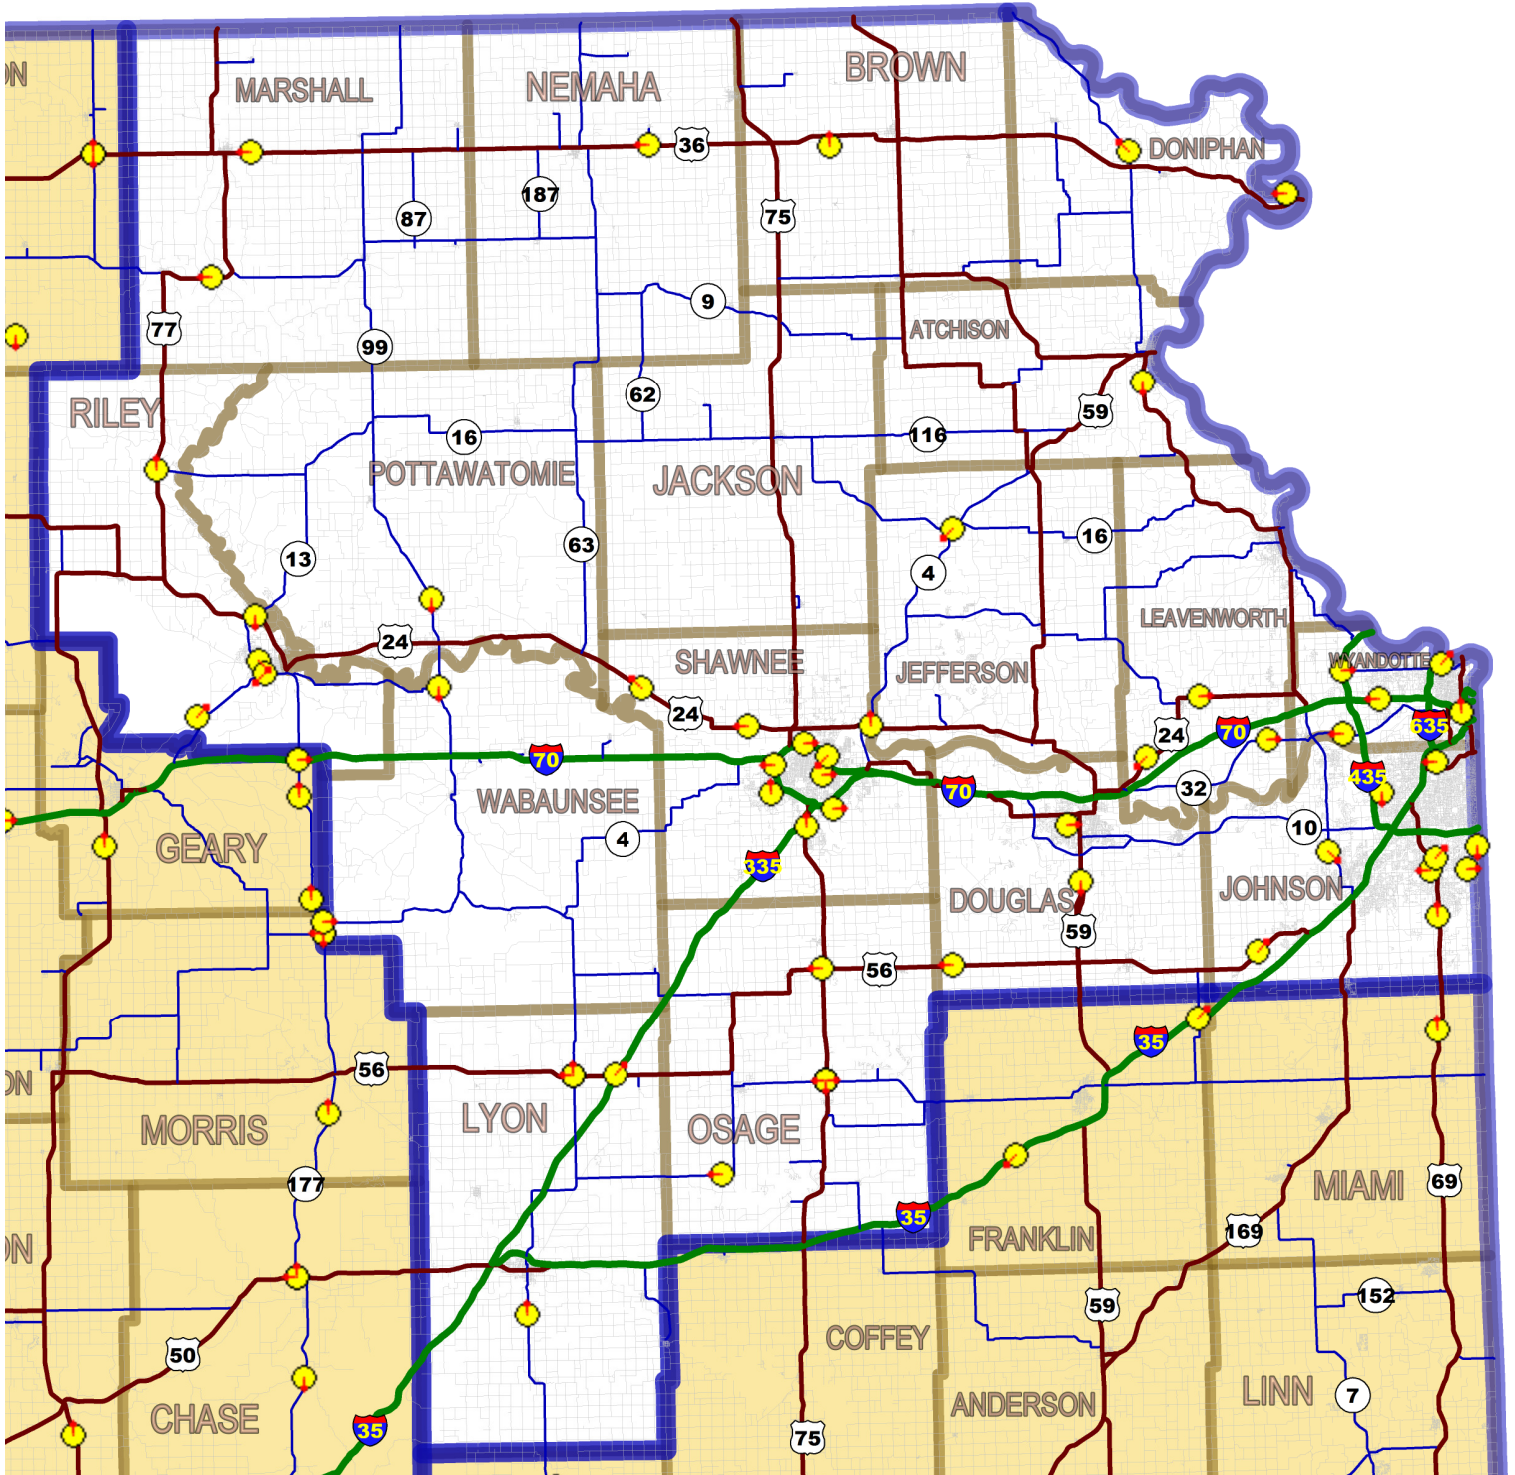 BROWN
ON
MARSHALL
NEMAHA
36
DONIPHAN
187
87
75
9
77
ATCHISON
99
62
RILEY
59
16
116
POTTAWATOMIE
JACKSON
16
63
13
4
LEAVENWORTH
24
SHAWNEE
WYANDOTTE
JEFFERSON
24
635
24
70
70
435
70
32
WABAUNSEE
10
4
GEARY
335
JOHNSON
DOUGLAS
59
56
35
56
ON
LYON
OSAGE
MORRIS
177
MIAMI
69
35
169
FRANKLIN
ON
152
59
COFFEY
50
LINN
7
ANDERSON
CHASE
35
75